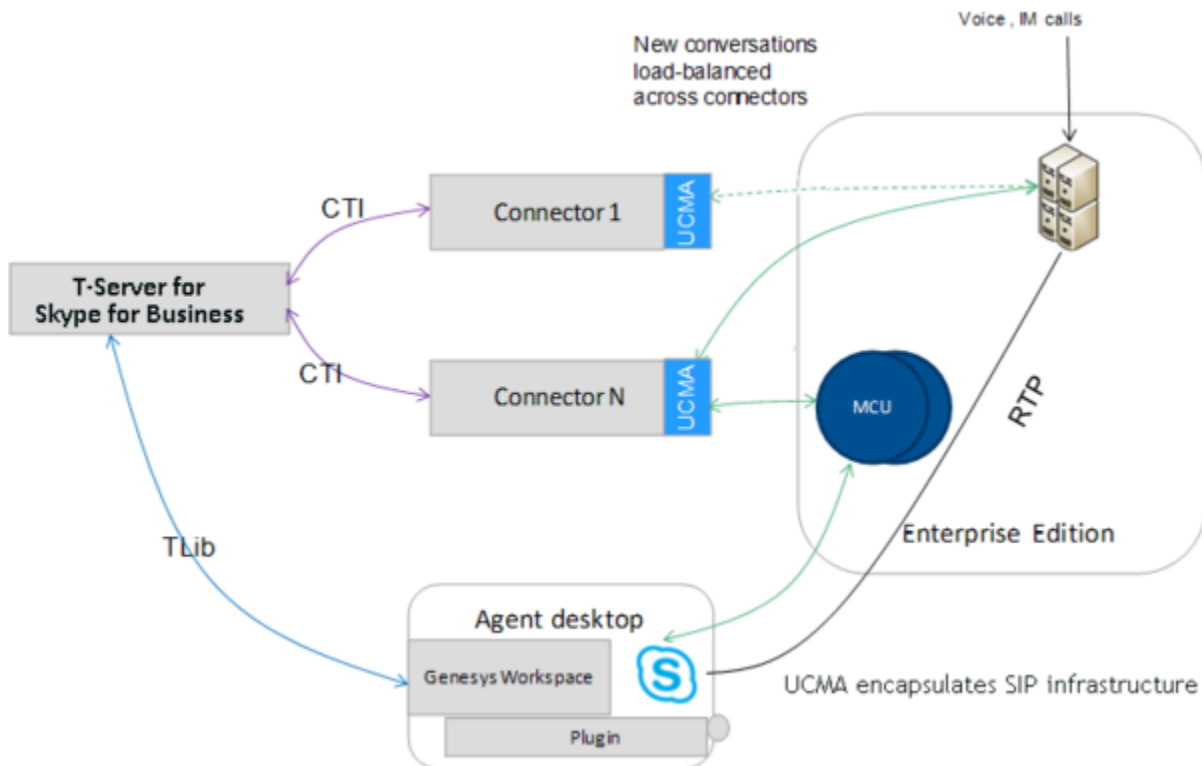 Voice , IM calls
New conversations
load-balanced
across connectors
CTI
Connector 1
UCMA
T-Server for
Skype for Business
CTI
Connector N
UCMA
MCU
RTP
Enterprise Edition
TLib
Agent desktop
Genesys Workspace
S
UCMA encapsulates SIP infrastructure
Plugin